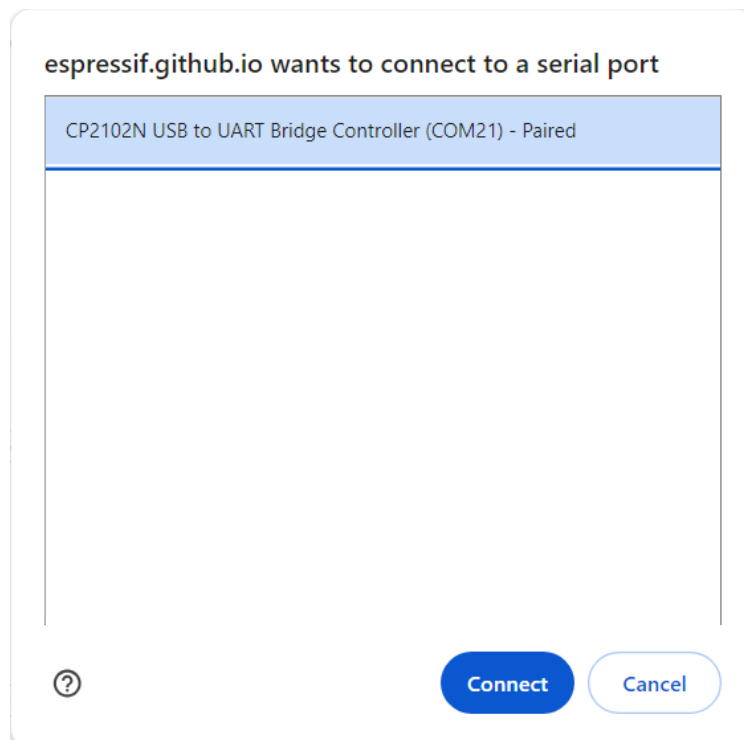 espressif.github.io wants to connect to a serial port
CP2102N USB to UART Bridge Controller (COM21) - Paired
?
Connect
Cancel